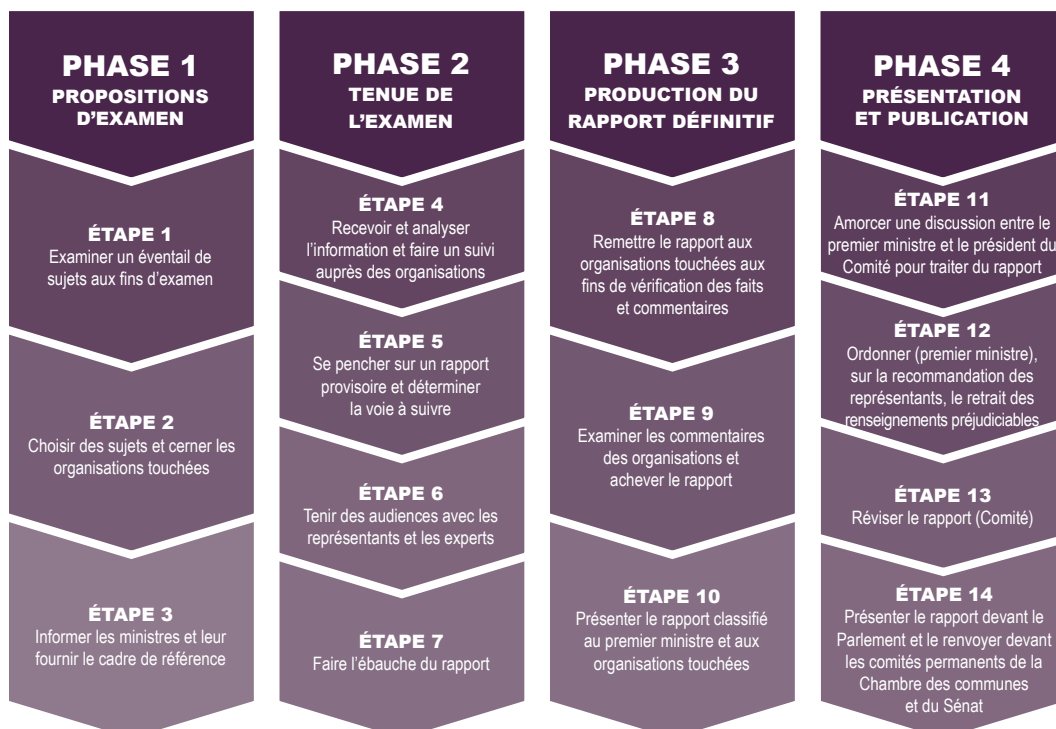 PHASE 1
PROPOSITIONS
D'EXAMEN
ÉTAPE 1
Examiner un éventail de
sujets aux fins d'examen
ÉTAPE 2
Choisir des sujets et cerner les
organisations touchées
ÉTAPE 3
Informer les ministres et leur
fournir le cadre de référence
PHASE 2
TENUE DE
L'EXAMEN
ÉTAPE 4
Recevoir et analyser
l'information et faire un suivi
auprès des organisations
ÉTAPE 5
Se pencher sur un rapport
provisoire et déterminer
la voie à suivre
ÉTAPE 6
Tenir des audiences avec les
représentants et les experts
ÉTAPE 7
Faire l'ébauche du rapport
PHASE 3
PRODUCTION DU
RAPPORT DÉFINITIF
ÉTAPE 8
Remettre le rapport aux
organisations touchées aux
fins de vérification des faits
et commentaires
ÉTAPE 9
Examiner les commentaires
des organisations et
achever le rapport
ÉTAPE 10
Présenter le rapport classifié
au premier ministre et aux
organisations touchées
PHASE 4
PRÉSENTATION
ET PUBLICATION
ÉTAPE 11
Amorcer une discussion entre le
premier ministre et le président du
Comité pour traiter du rapport
ÉTAPE 12
Ordonner (premier ministre),
sur la recommandation des
représentants, le retrait des
renseignements préjudiciables
ÉTAPE 13
Réviser le rapport (Comité)
ÉTAPE 14
Présenter le rapport devant le
Parlement et le renvoyer devant
les comités permanents de la
Chambre des communes
et du Sénat